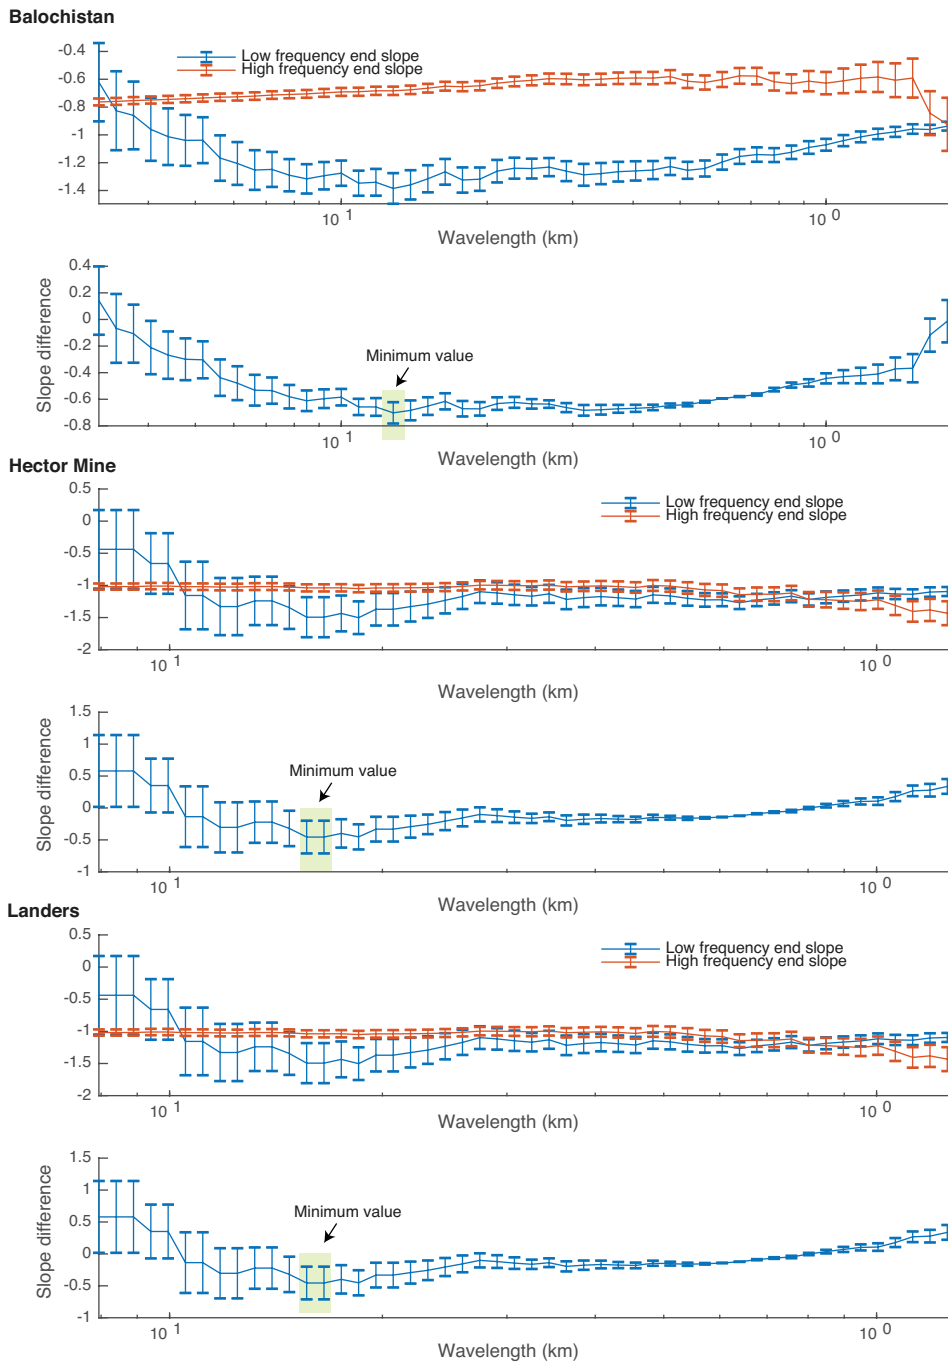 Balochistan
-0.4
-0.6
-0.8
-1
-1.2
-1.4
Low frequency end slope
High frequency end slope
10 1
10 0
Wavelength (km)
Slope difference
0.4
0.2
0
-0.2
-0.4
-0.6
-0.8
Minimum value
10 1
10 0
Wavelength (km)
Hector Mine
0.5
0
-0.5
-1
-1.5
-2
Low frequency end slope
High frequency end slope
10 1
10 0
Wavelength (km)
Slope difference
1.5
1
0.5
0
-0.5
-1
Minimum value
10 1
10 0
Wavelength (km)
Landers
0.5
0
-0.5
-1
-1.5
-2
Low frequency end slope
High frequency end slope
10 1
10 0
Wavelength (km)
Slope difference
1.5
1
0.5
0
-0.5
-1
Minimum value
10 1
10 0
Wavelength (km)